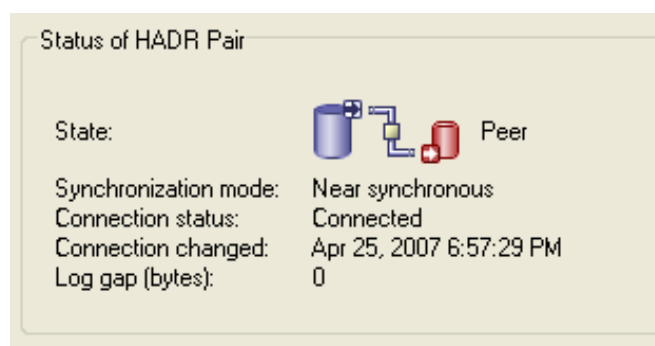 Status of HADR Pair
State: Peer
Synchronization mode: Near synchronous
Connection status: Connected
Connection changed: Apr 25, 2007 6:57:29 PM
Log gap (bytes): 0